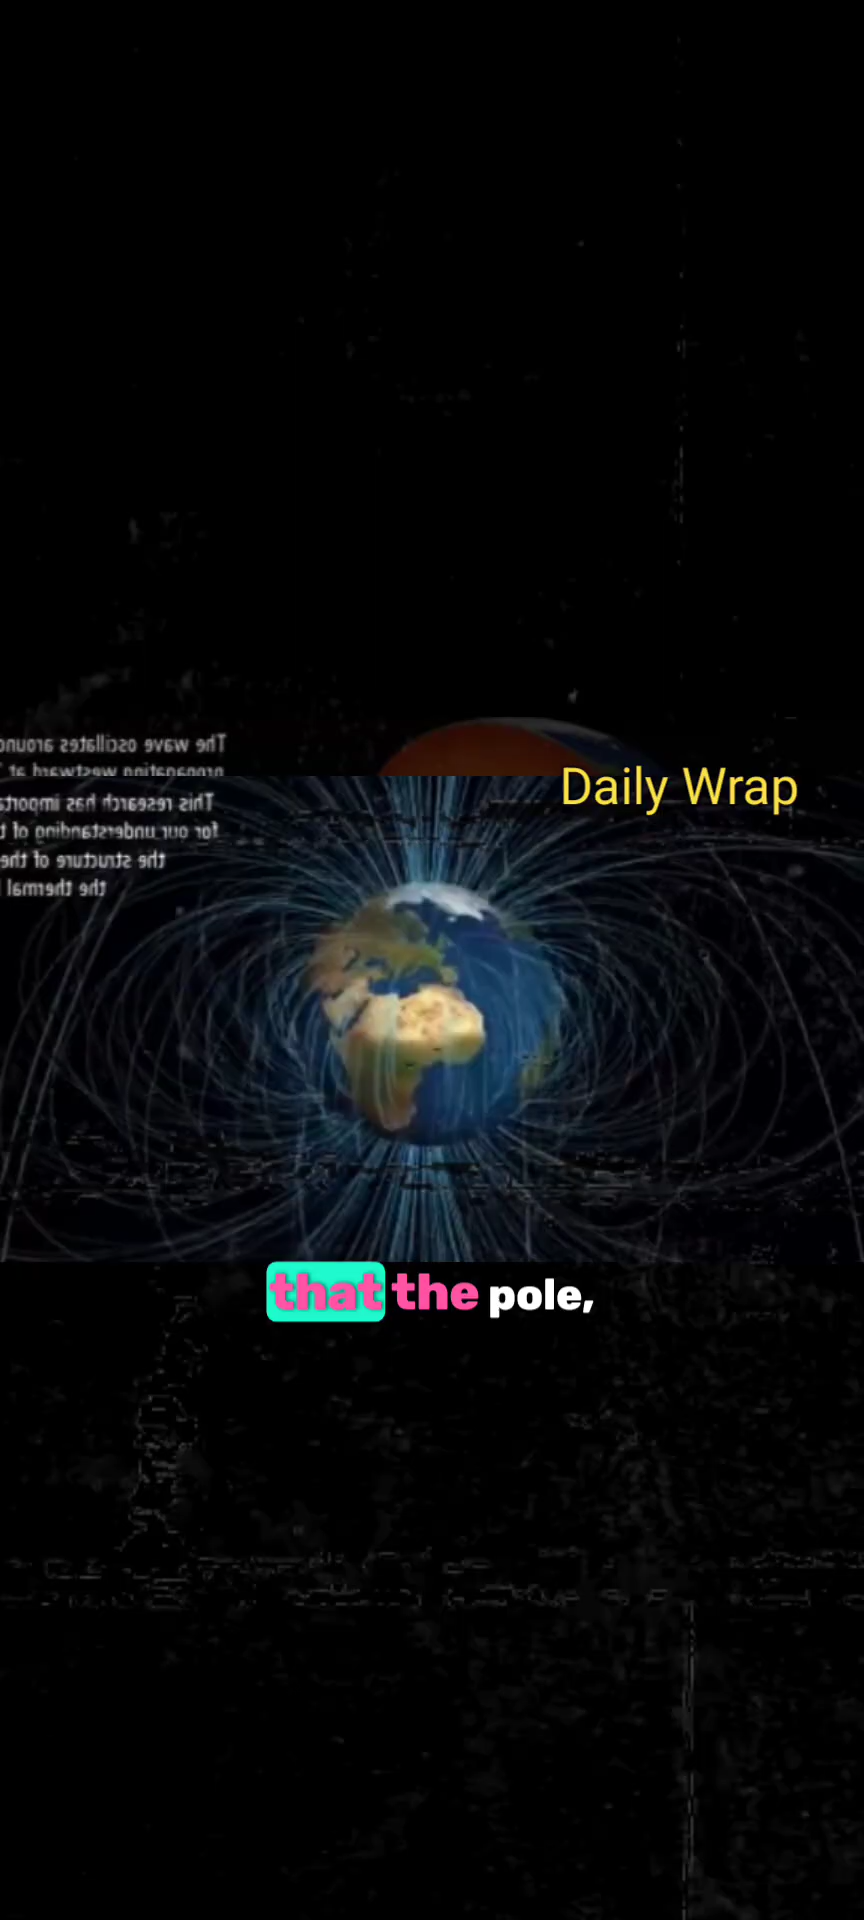 The wave oscillates
propagating westward at
Daily Wrap
This research has
for our understanding of
the structure of the
the thermal
that the pole,